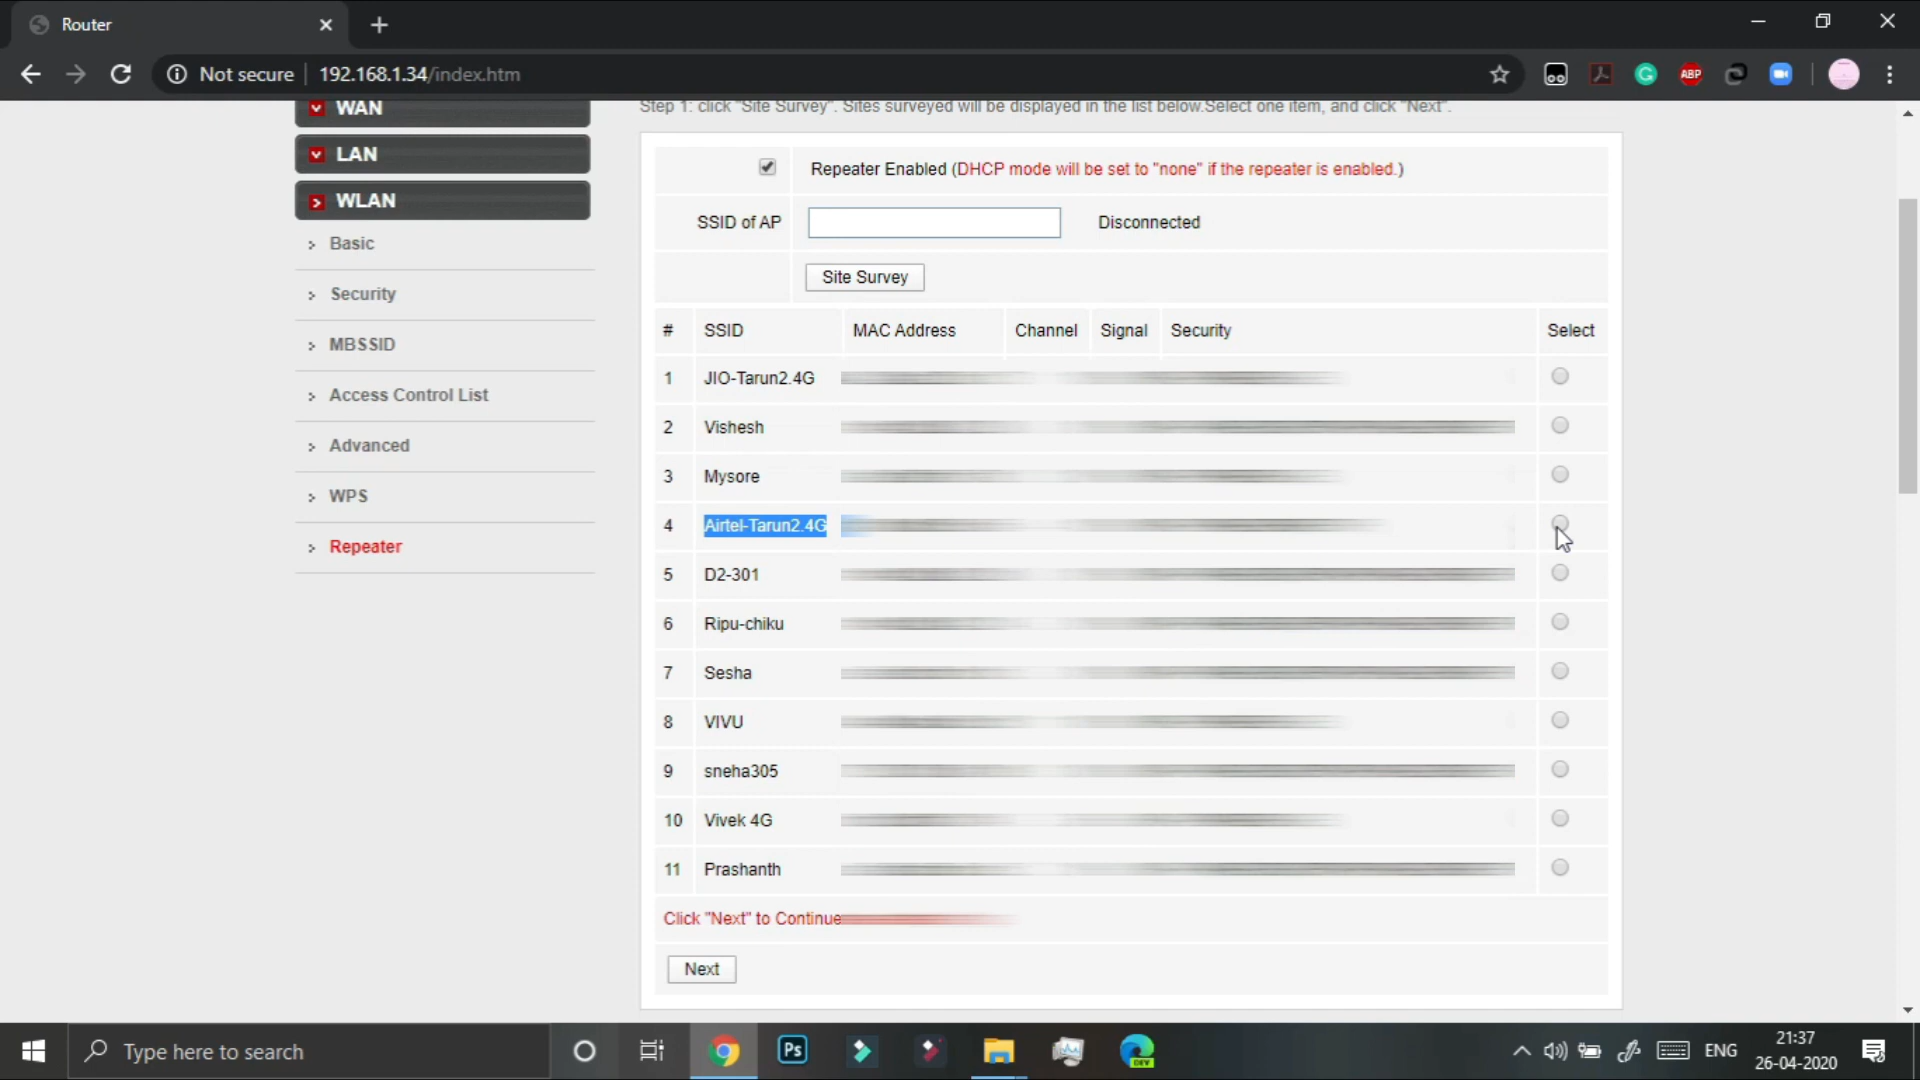 Router
Not secure 192.168.1.34/index.htm
ABP
WAN
LAN
WLAN
Basic
Security
MBSSID
Access Control List
Advanced
WPS
Repeater
Step 1: click "Site Survey". Sites surveyed will be displayed in the list below.Select one item, and click "Next".
Repeater Enabled (DHCP mode will be set to "none" if the repeater is enabled.)
SSID of AP Disconnected
Site Survey
# SSID MAC Address Channel Signal Security Select
1 JIO-Tarun2.4G
2 Vishesh
3 Mysore
4 Airtel-Tarun2.4G
5 D2-301
6 Ripu-chiku
7 Sesha
8 VIVU
9 sneha305
10 Vivek 4G
11 Prashanth
Click "Next" to Continue
Next
Type here to search
Ps
DEV
ENG
21:37
26-04-2020